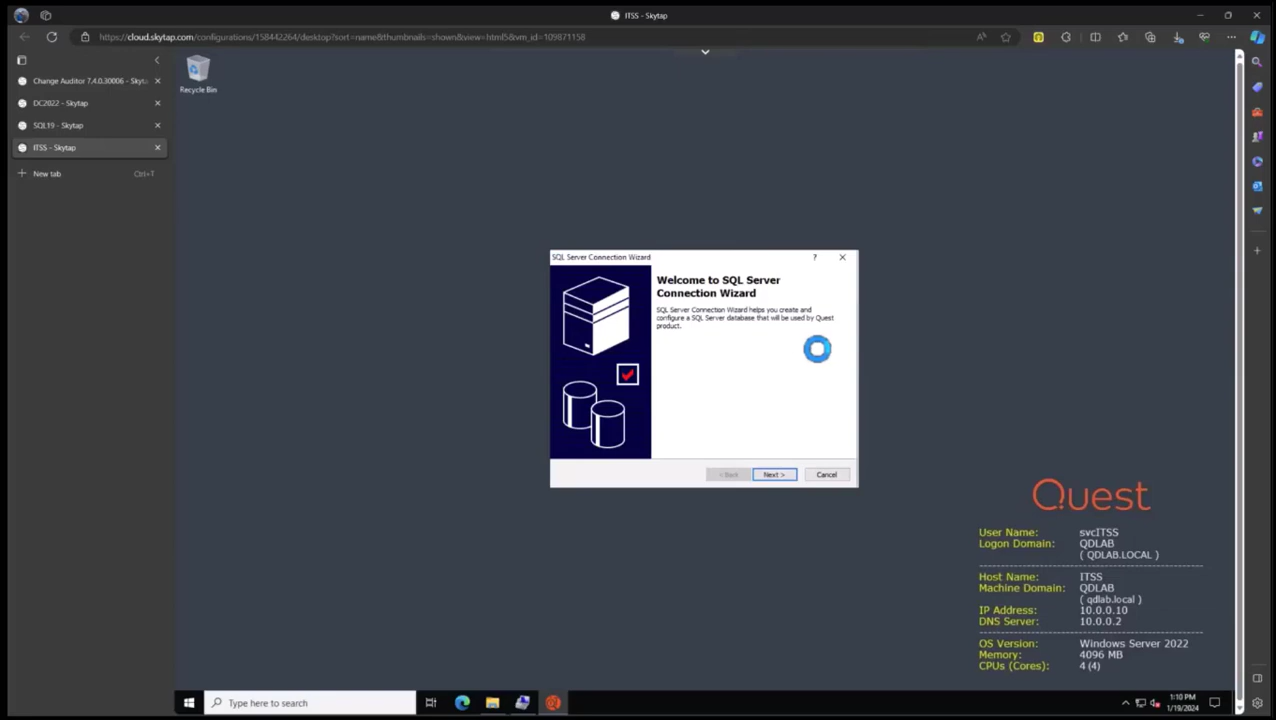 ITSS - Skytap
https://cloud.skytap.com/configurations/158442264/desktop?sort=name&thumbnails=shown&view=html5&vm_id=109871158
Change Auditor 7.4.0.30006 - Skyta
DC2022 - Skytap
SQL19 - Skytap
ITSS - Skytap
New tab
Ctrl+T
Recycle Bin
SQL Server Connection Wizard
?
Welcome to SQL Server
Connection Wizard
SQL Server Connection Wizard helps you create and
configure a SQL Server database that will be used by Quest
product.
< Back
Next >
Cancel
Quest
User Name: svcITSS
Logon Domain: QDLAB
( QDLAB.LOCAL )
Host Name: ITSS
Machine Domain: QDLAB
( qdlab.local )
IP Address: 10.0.0.10
DNS Server: 10.0.0.2
OS Version: Windows Server 2022
Memory: 4096 MB
CPUs (Cores): 4 (4)
Type here to search
1:10 PM
1/19/2024